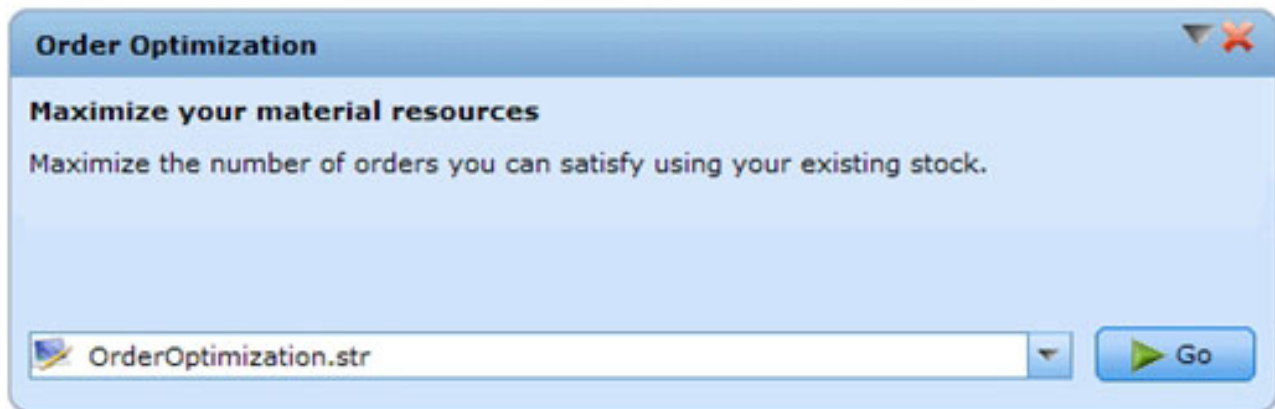 Order Optimization
Maximize your material resources
Maximize the number of orders you can satisfy using your existing stock.
OrderOptimization.str
Go